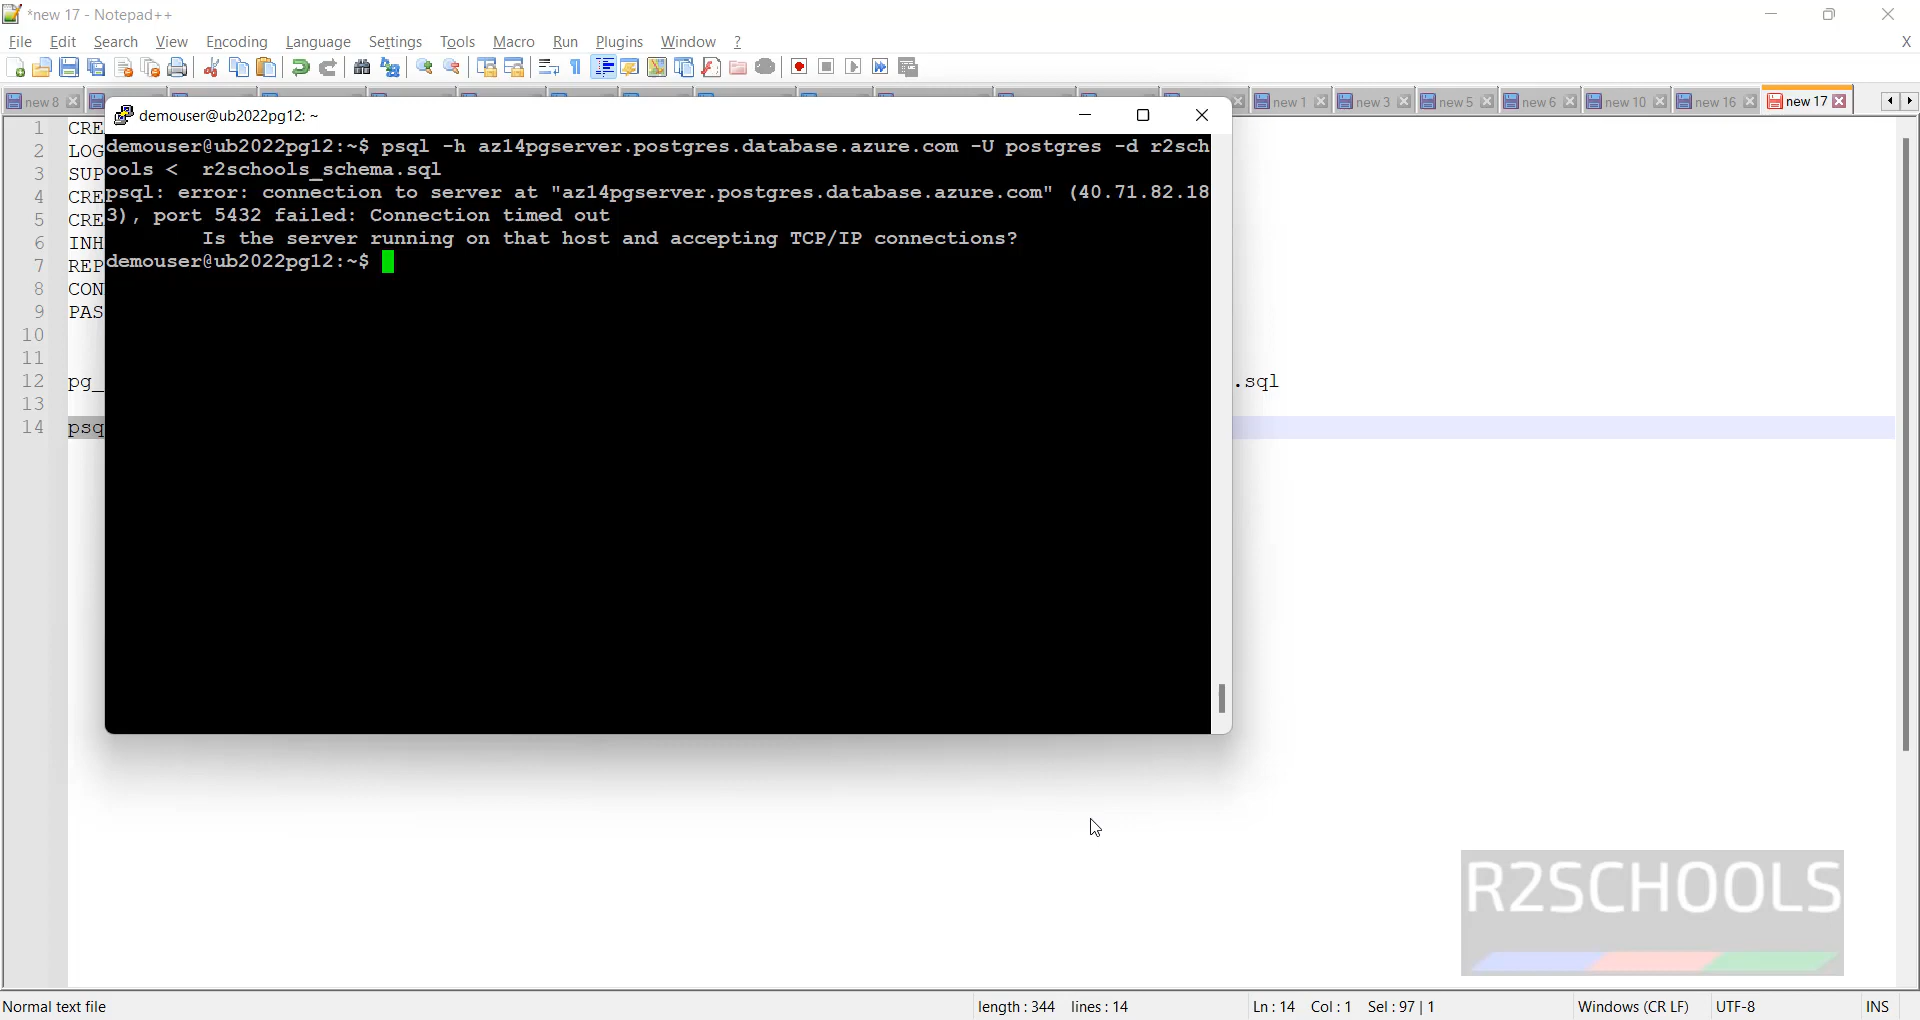 *new 17 - Notepad++
File Edit Search View Encoding Language Settings Tools Macro Run Plugins Window ? X
new 8 new 1 new 3 new 5 new 6 new 10 new 16 new 17
demouser@ub2022pg12: ~
demouser@ub2022pg12:~$ psql -h az14pgserver.postgres.database.azure.com -U postgres -d r2sch
ools < r2schools_schema.sql
psql: error: connection to server at "az14pgserver.postgres.database.azure.com" (40.71.82.18
3), port 5432 failed: Connection timed out
Is the server running on that host and accepting TCP/IP connections?
demouser@ub2022pg12:~$
1 CRE
2 LOG
3 SUP
4 CRE
5 CRE
6 INH
7 REP
8 CON
9 PAS
10
11
12 pg_ .sql
13
14 psq
R2SCHOOLS
Normal text file length : 344 lines : 14 Ln : 14 Col : 1 Sel : 97 | 1 Windows (CR LF) UTF-8 INS